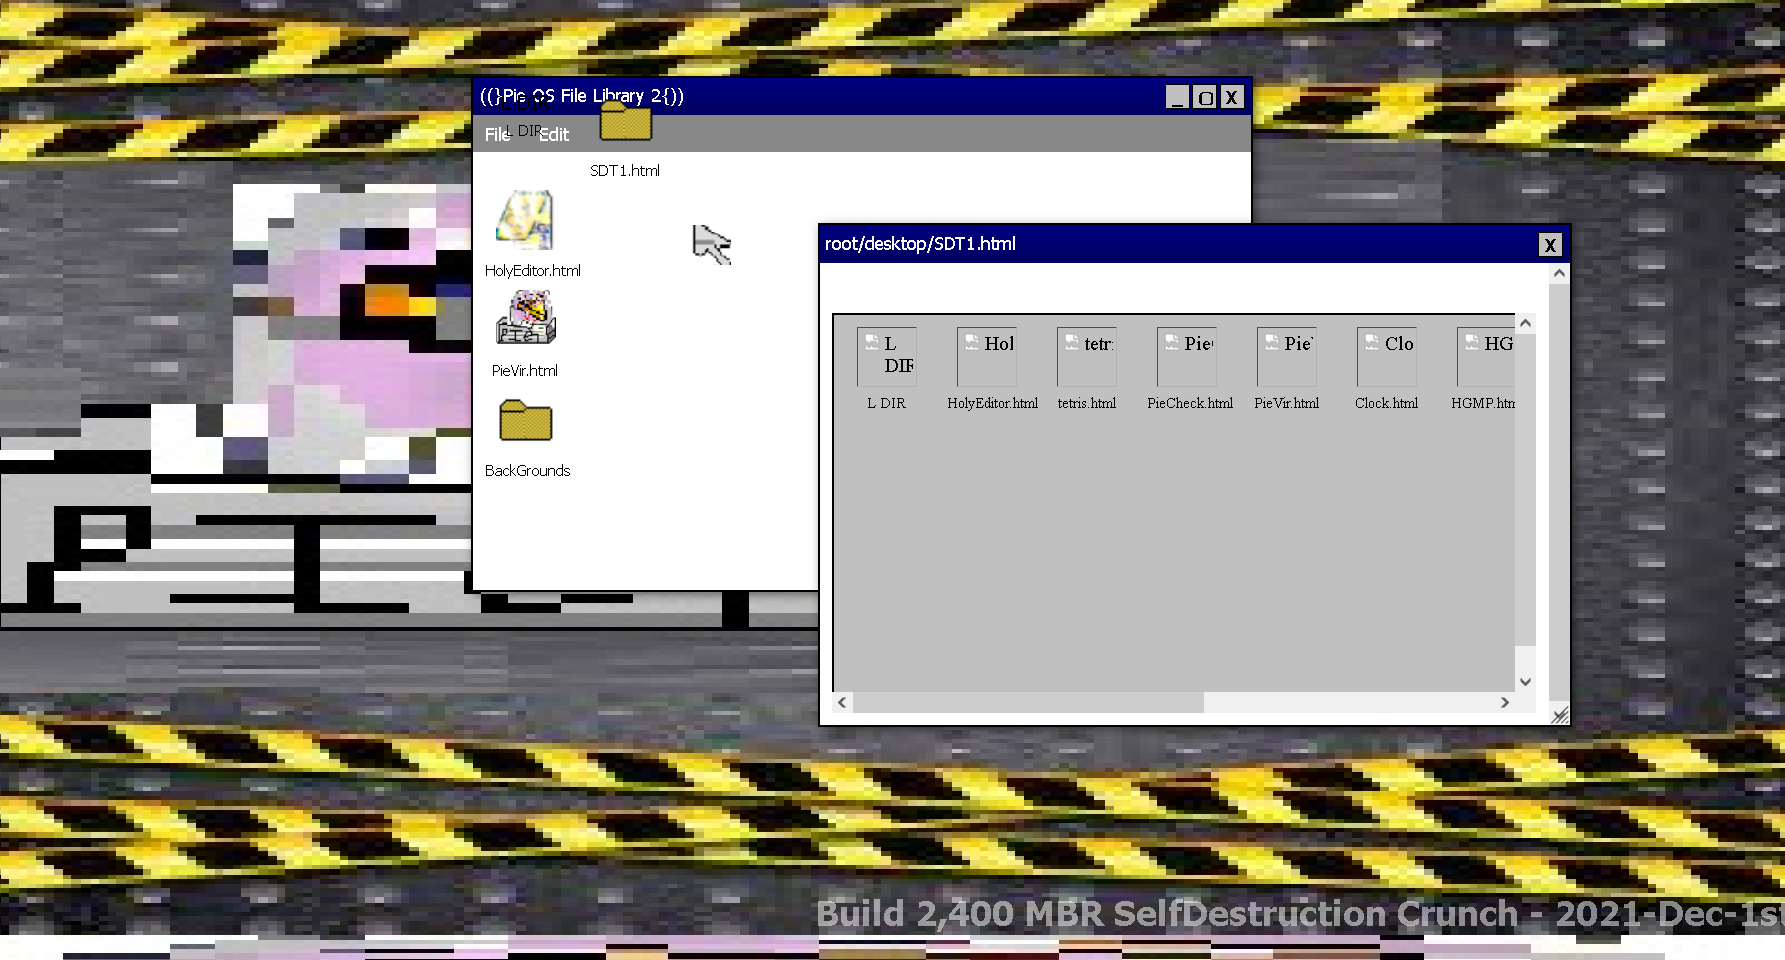 ((}Pie OS File Library 2{))
_ ▢ X
File Edit
L DIR
L DIR
SDT1.html
HolyEditor.html
PieVir.html
BackGrounds
root/desktop/SDT1.html
X
L DIR
Hol
tetr
Pie
Pie
Clo
HG
L DIR
HolyEditor.html
tetris.html
PieCheck.html
PieVir.html
Clock.html
HGMP.htm
Build 2,400 MBR SelfDestruction Crunch - 2021-Dec-1s